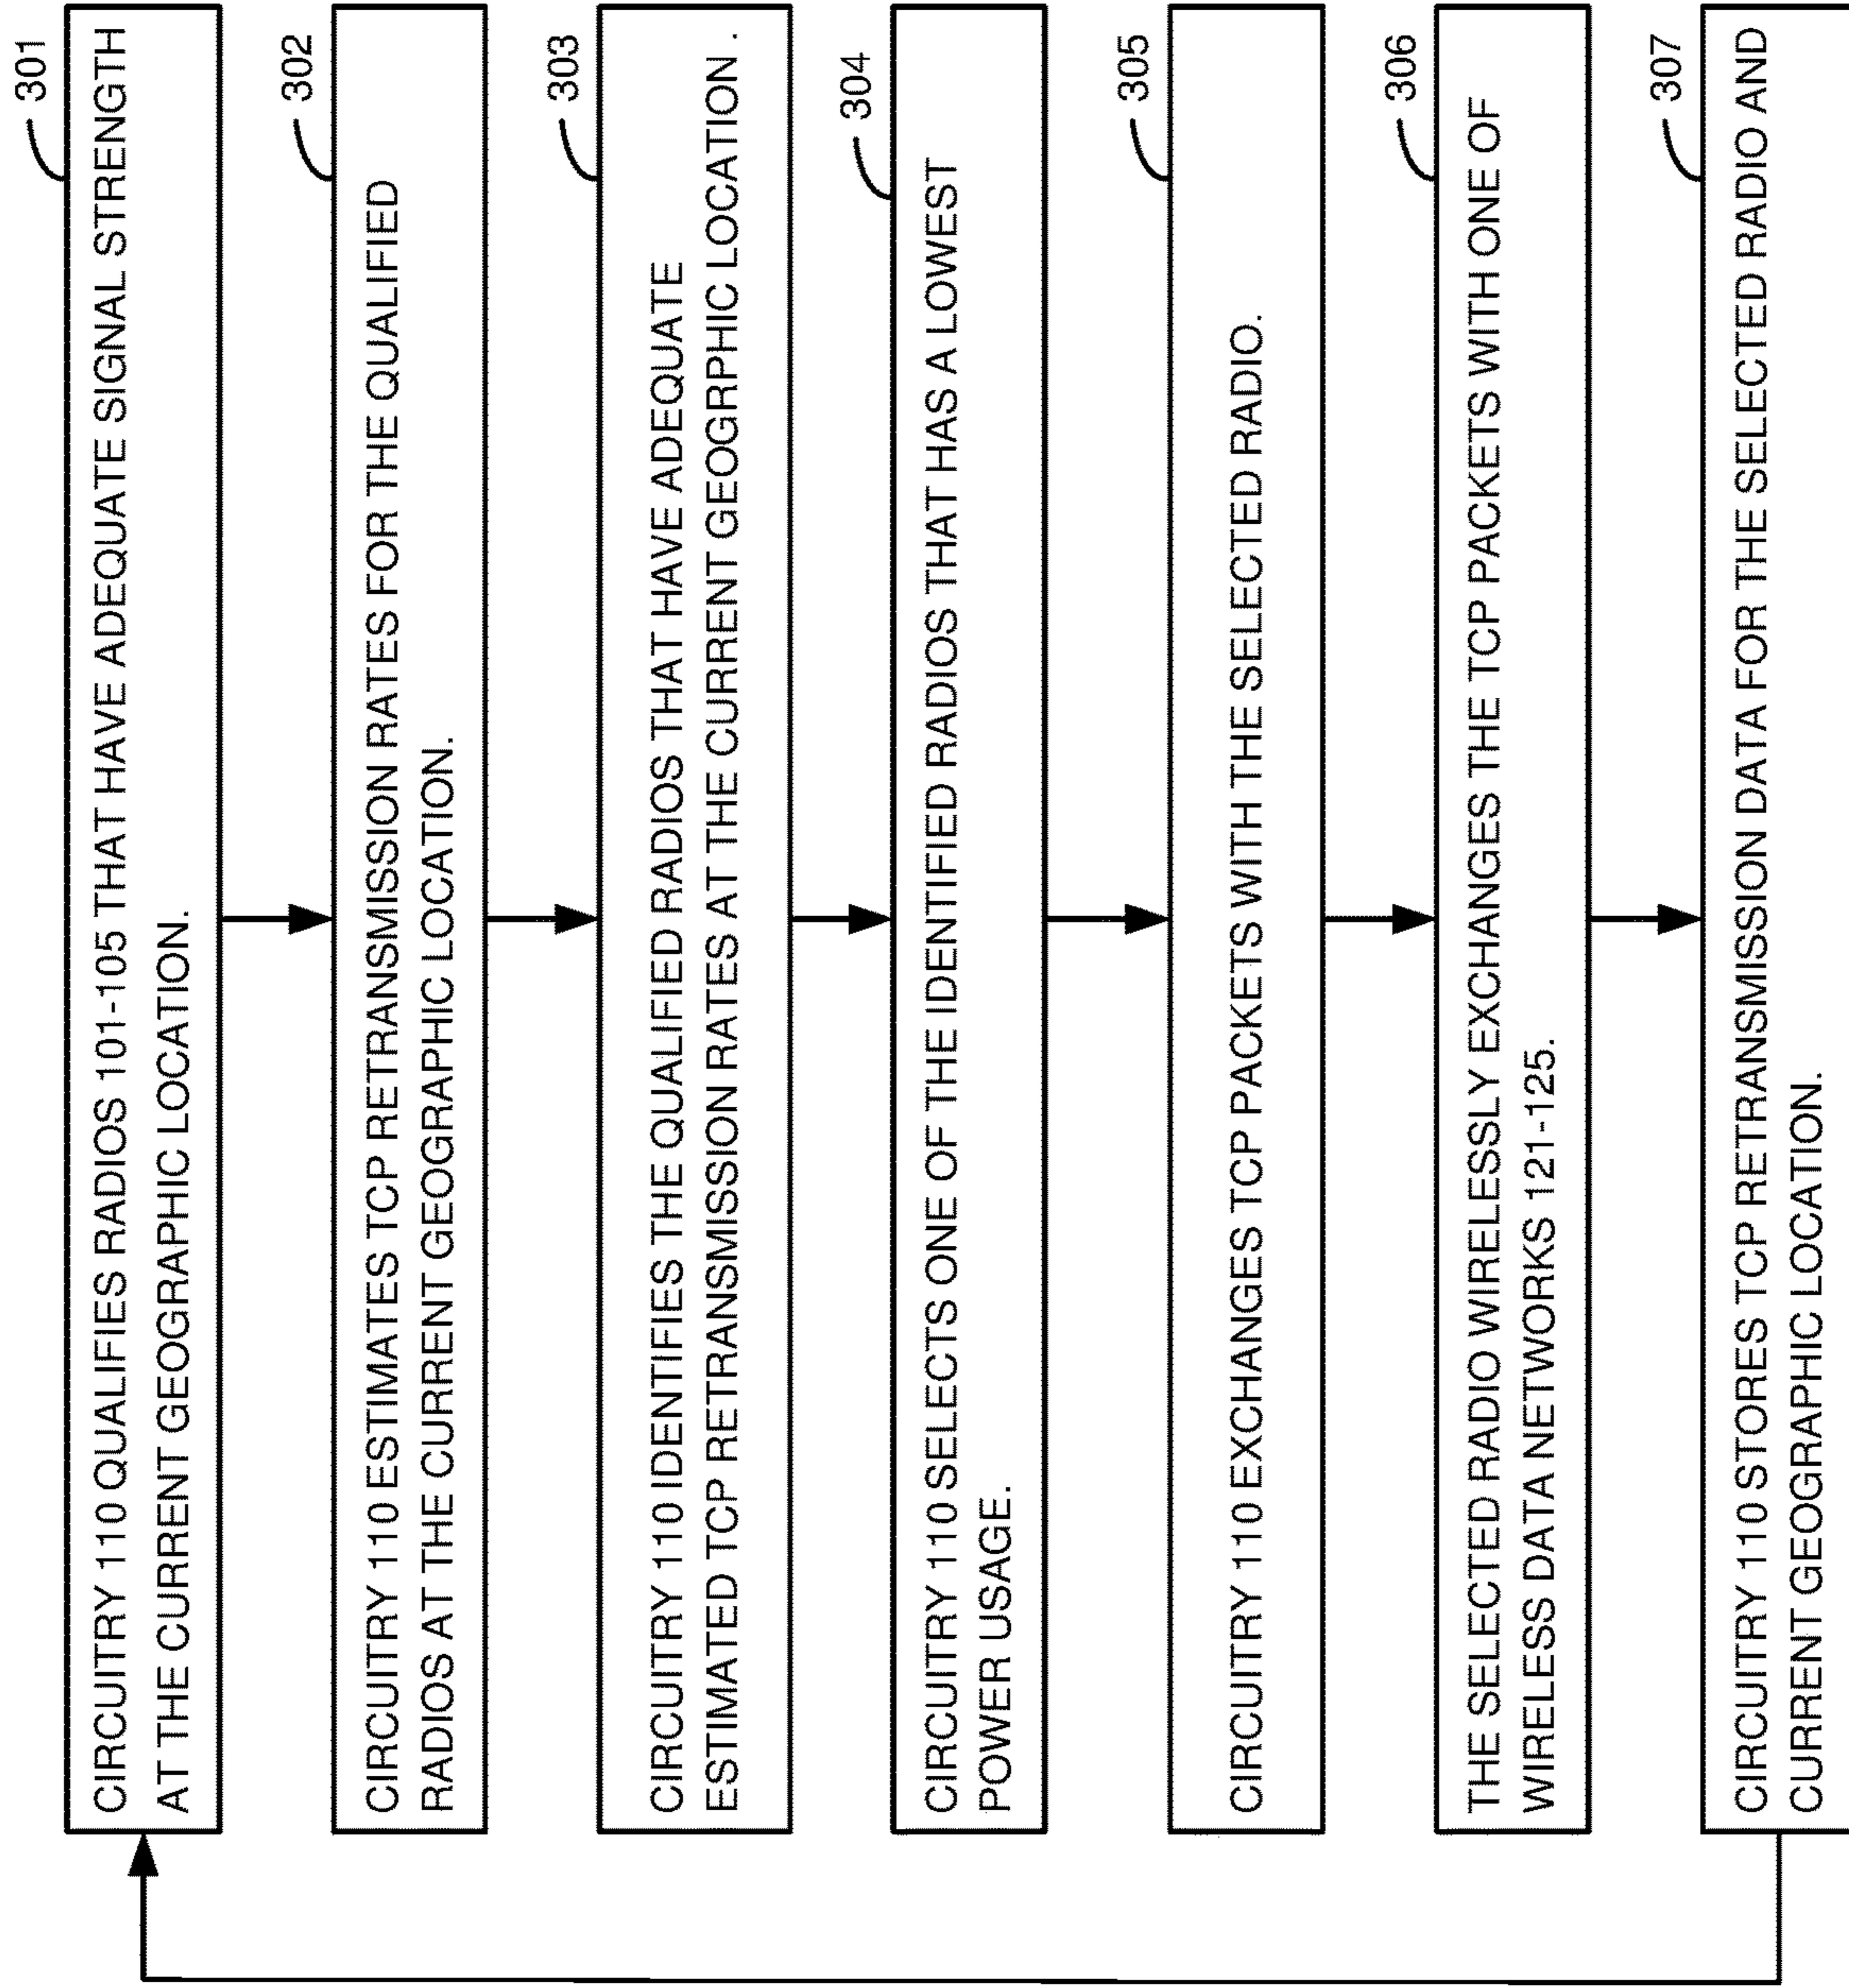 301
CIRCUITRY 110 QUALIFIES RADIOS 101-105 THAT HAVE ADEQUATE SIGNAL STRENGTH
AT THE CURRENT GEOGRAPHIC LOCATION.
302
CIRCUITRY 110 ESTIMATES TCP RETRANSMISSION RATES FOR THE QUALIFIED
RADIOS AT THE CURRENT GEOGRAPHIC LOCATION.
303
CIRCUITRY 110 IDENTIFIES THE QUALIFIED RADIOS THAT HAVE ADEQUATE
ESTIMATED TCP RETRANSMISSION RATES AT THE CURRENT GEOGRPHIC LOCATION .
304
CIRCUITRY 110 SELECTS ONE OF THE IDENTIFIED RADIOS THAT HAS A LOWEST
POWER USAGE.
305
CIRCUITRY 110 EXCHANGES TCP PACKETS WITH THE SELECTED RADIO.
306
THE SELECTED RADIO WIRELESSLY EXCHANGES THE TCP PACKETS WITH ONE OF
WIRELESS DATA NETWORKS 121-125.
307
CIRCUITRY 110 STORES TCP RETRANSMISSION DATA FOR THE SELECTED RADIO AND
CURRENT GEOGRAPHIC LOCATION.